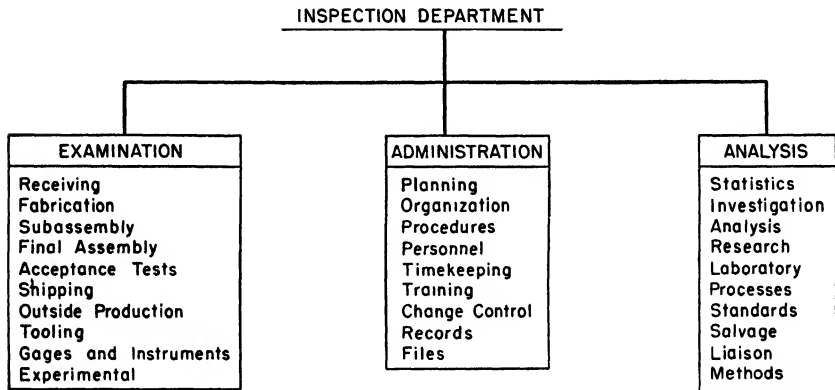 INSPECTION DEPARTMENT
EXAMINATION
Receiving
Fabrication
Subassembly
Final Assembly
Acceptance Tests
Shipping
Outside Production
Tooling
Gages and Instruments
Experimental
ADMINISTRATION
Planning
Organization
Procedures
Personnel
Timekeeping
Training
Change Control
Records
Files
ANALYSIS
Statistics
Investigation
Analysis
Research
Laboratory
Processes
Standards
Salvage
Liaison
Methods